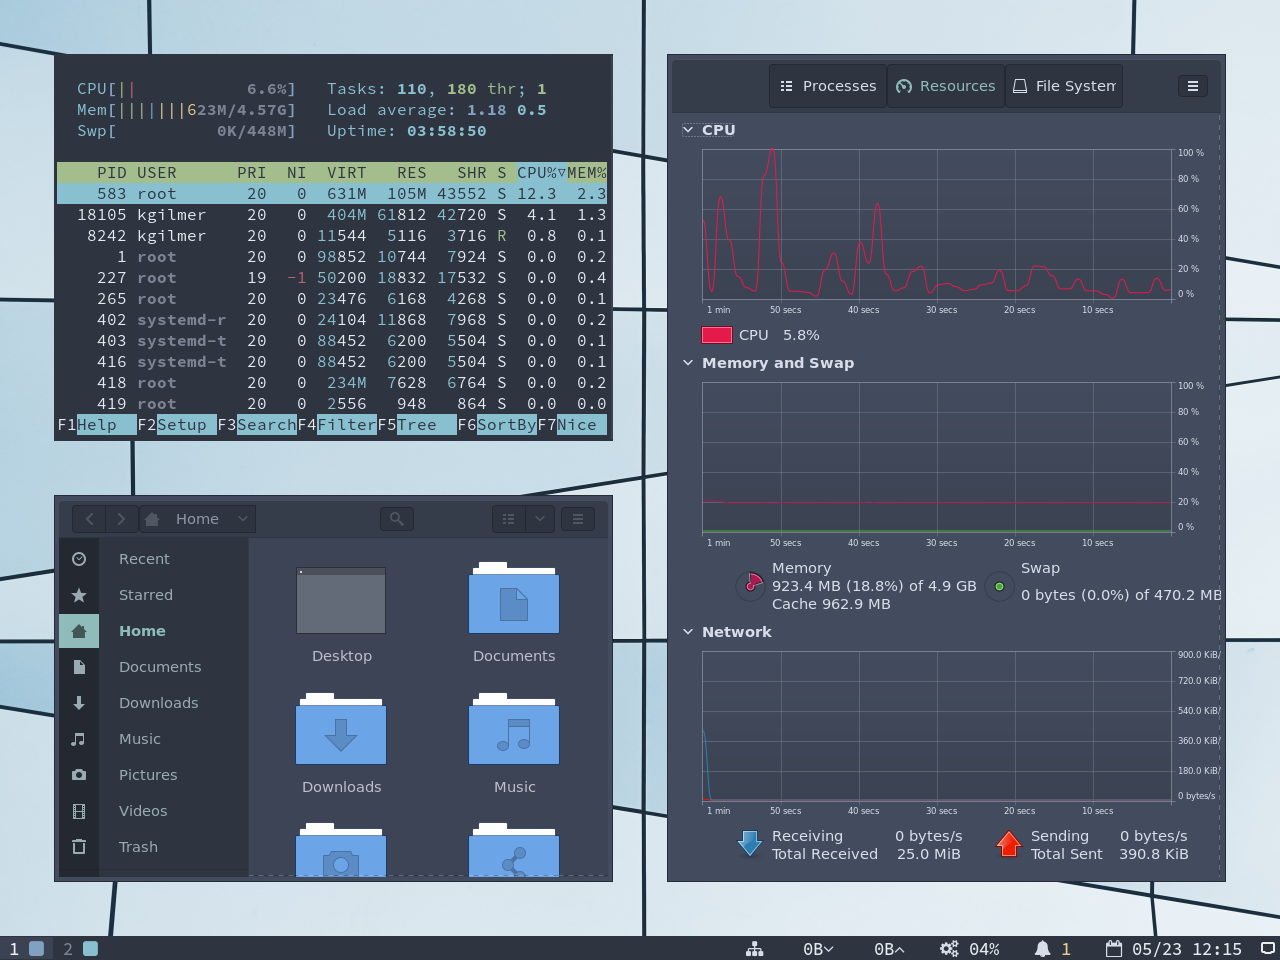 CPU[|| 6.6%] Tasks: 110, 180 thr; 1
Mem[|||||||623M/4.57G] Load average: 1.18 0.5
Swp[ 0K/448M] Uptime: 03:58:50
PID USER PRI NI VIRT RES SHR S CPU%▽MEM%
583 root 20 0 631M 105M 43552 S 12.3 2.3
18105 kgilmer 20 0 404M 61812 42720 S 4.1 1.3
8242 kgilmer 20 0 11544 5116 3716 R 0.8 0.1
1 root 20 0 98852 10744 7924 S 0.0 0.2
227 root 19 -1 50200 18832 17532 S 0.0 0.4
265 root 20 0 23476 6168 4268 S 0.0 0.1
402 systemd-r 20 0 24104 11868 7968 S 0.0 0.2
403 systemd-t 20 0 88452 6200 5504 S 0.0 0.1
416 systemd-t 20 0 88452 6200 5504 S 0.0 0.1
418 root 20 0 234M 7628 6764 S 0.0 0.2
419 root 20 0 2556 948 864 S 0.0 0.0
F1Help F2Setup F3SearchF4FilterF5Tree F6SortByF7Nice
Home
Recent
Starred
Home
Documents
Downloads
Music
Pictures
Videos
Trash
Desktop
Documents
Downloads
Music
Processes Resources File System
CPU
100 %
80 %
60 %
40 %
20 %
0 %
1 min 50 secs 40 secs 30 secs 20 secs 10 secs
CPU 5.8%
Memory and Swap
100 %
80 %
60 %
40 %
20 %
0 %
1 min 50 secs 40 secs 30 secs 20 secs 10 secs
Memory
923.4 MB (18.8%) of 4.9 GB
Cache 962.9 MB
Swap
0 bytes (0.0%) of 470.2 MB
Network
900.0 KiB/
720.0 KiB/
540.0 KiB/
360.0 KiB/
180.0 KiB/
0 bytes/s
1 min 50 secs 40 secs 30 secs 20 secs 10 secs
Receiving 0 bytes/s
Total Received 25.0 MiB
Sending 0 bytes/s
Total Sent 390.8 KiB
1 2 0B 0B 04% 1 05/23 12:15